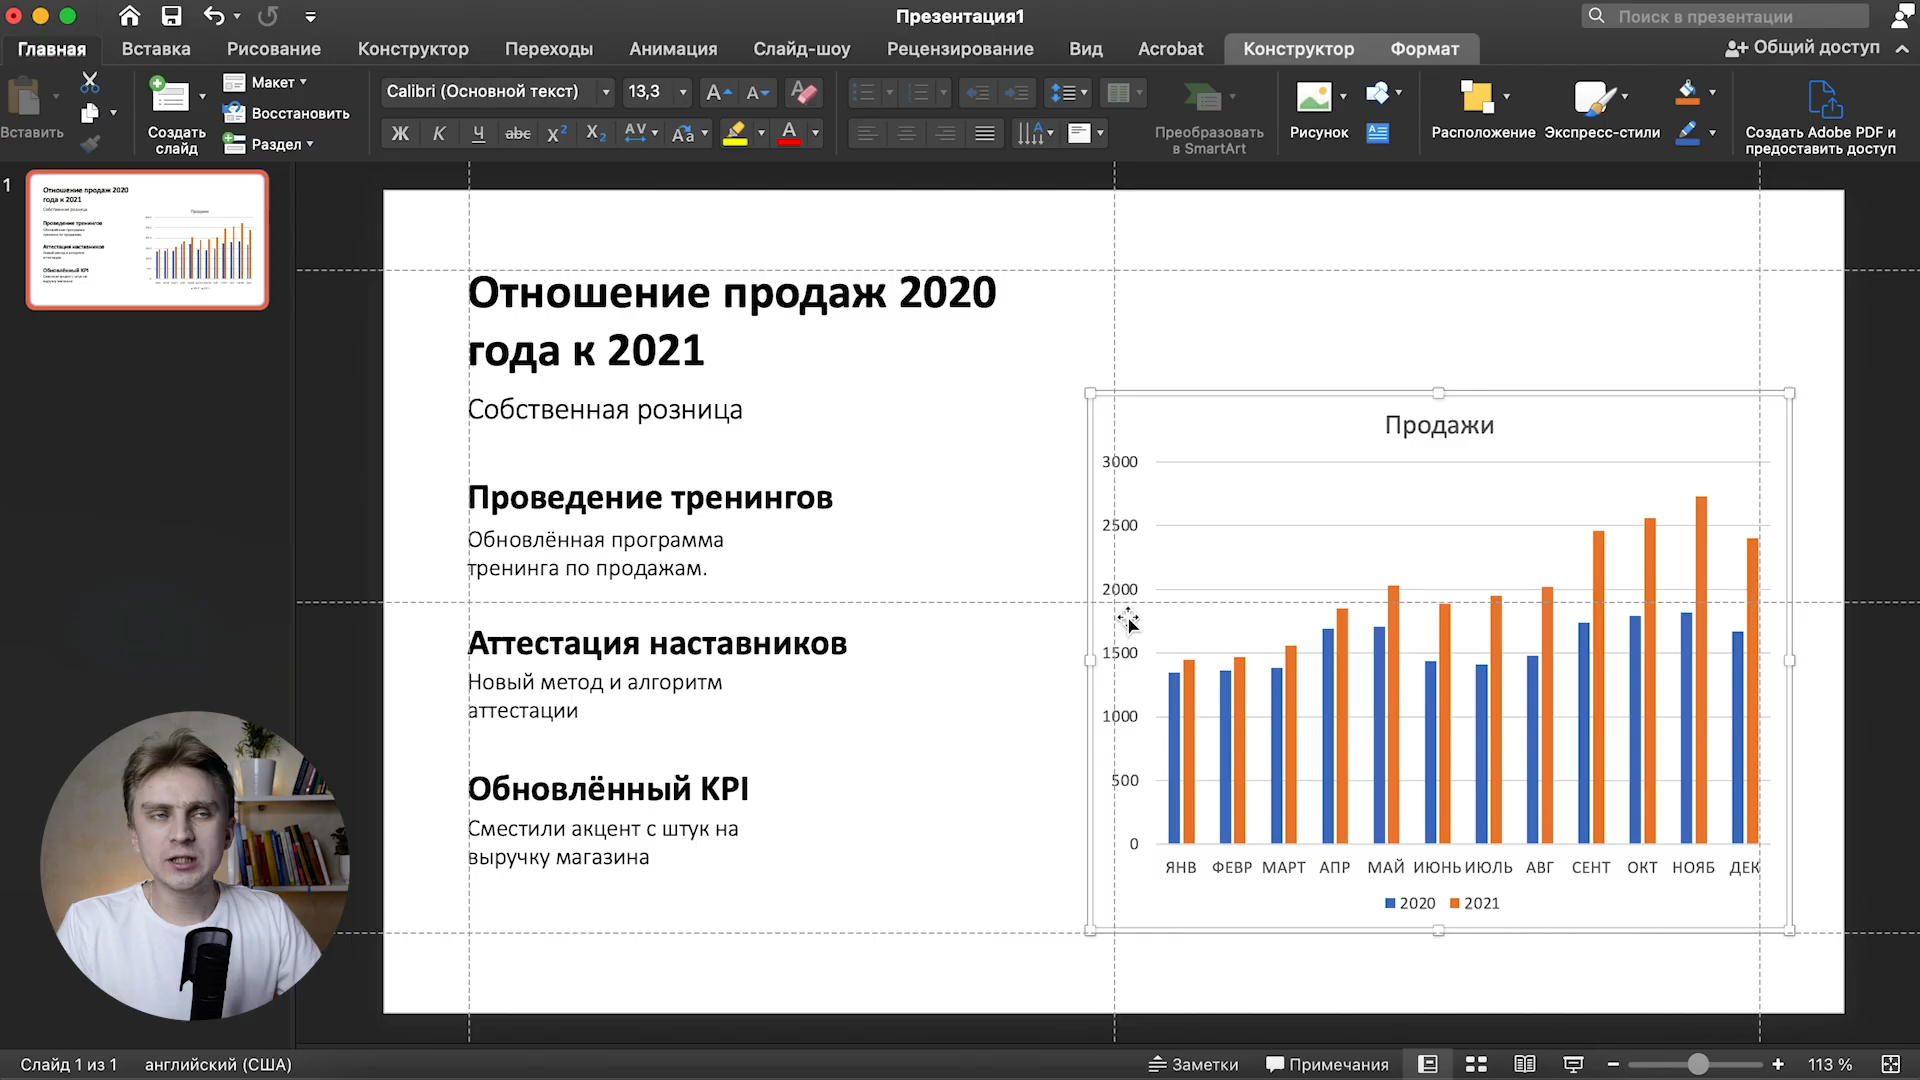 Презентация1
Поиск в презентации
Главная Вставка Рисование Конструктор Переходы Анимация Слайд-шоу Рецензирование Вид Acrobat Конструктор Формат Общий доступ
Вставить
Создать слайд
Макет
Восстановить
Раздел
Calibri (Основной текст) 13,3
Преобразовать в SmartArt
Рисунок
Расположение
Экспресс-стили
Создать Adobe PDF и предоставить доступ
1
Отношение продаж 2020
года к 2021
Собственная розница
Проведение тренингов
Обновлённая программа
тренинга по продажам.
Аттестация наставников
Новый метод и алгоритм
аттестации
Обновлённый KPI
Сместили акцент с штук на
выручку магазина
Продажи
3000
2500
2000
1500
1000
500
0
ЯНВ ФЕВР МАРТ АПР МАЙ ИЮНЬ ИЮЛЬ АВГ СЕНТ ОКТ НОЯБ ДЕК
2020 2021
Слайд 1 из 1 английский (США) Заметки Примечания 113 %